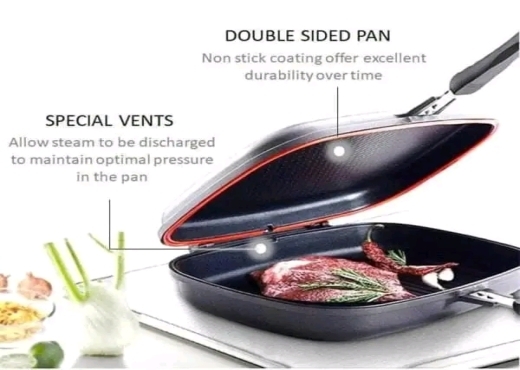 DOUBLE SIDED PAN
Non stick coating offer excellent
durability over time
SPECIAL VENTS
Allow steam to be discharged
to maintain optimal pressure
in the pan